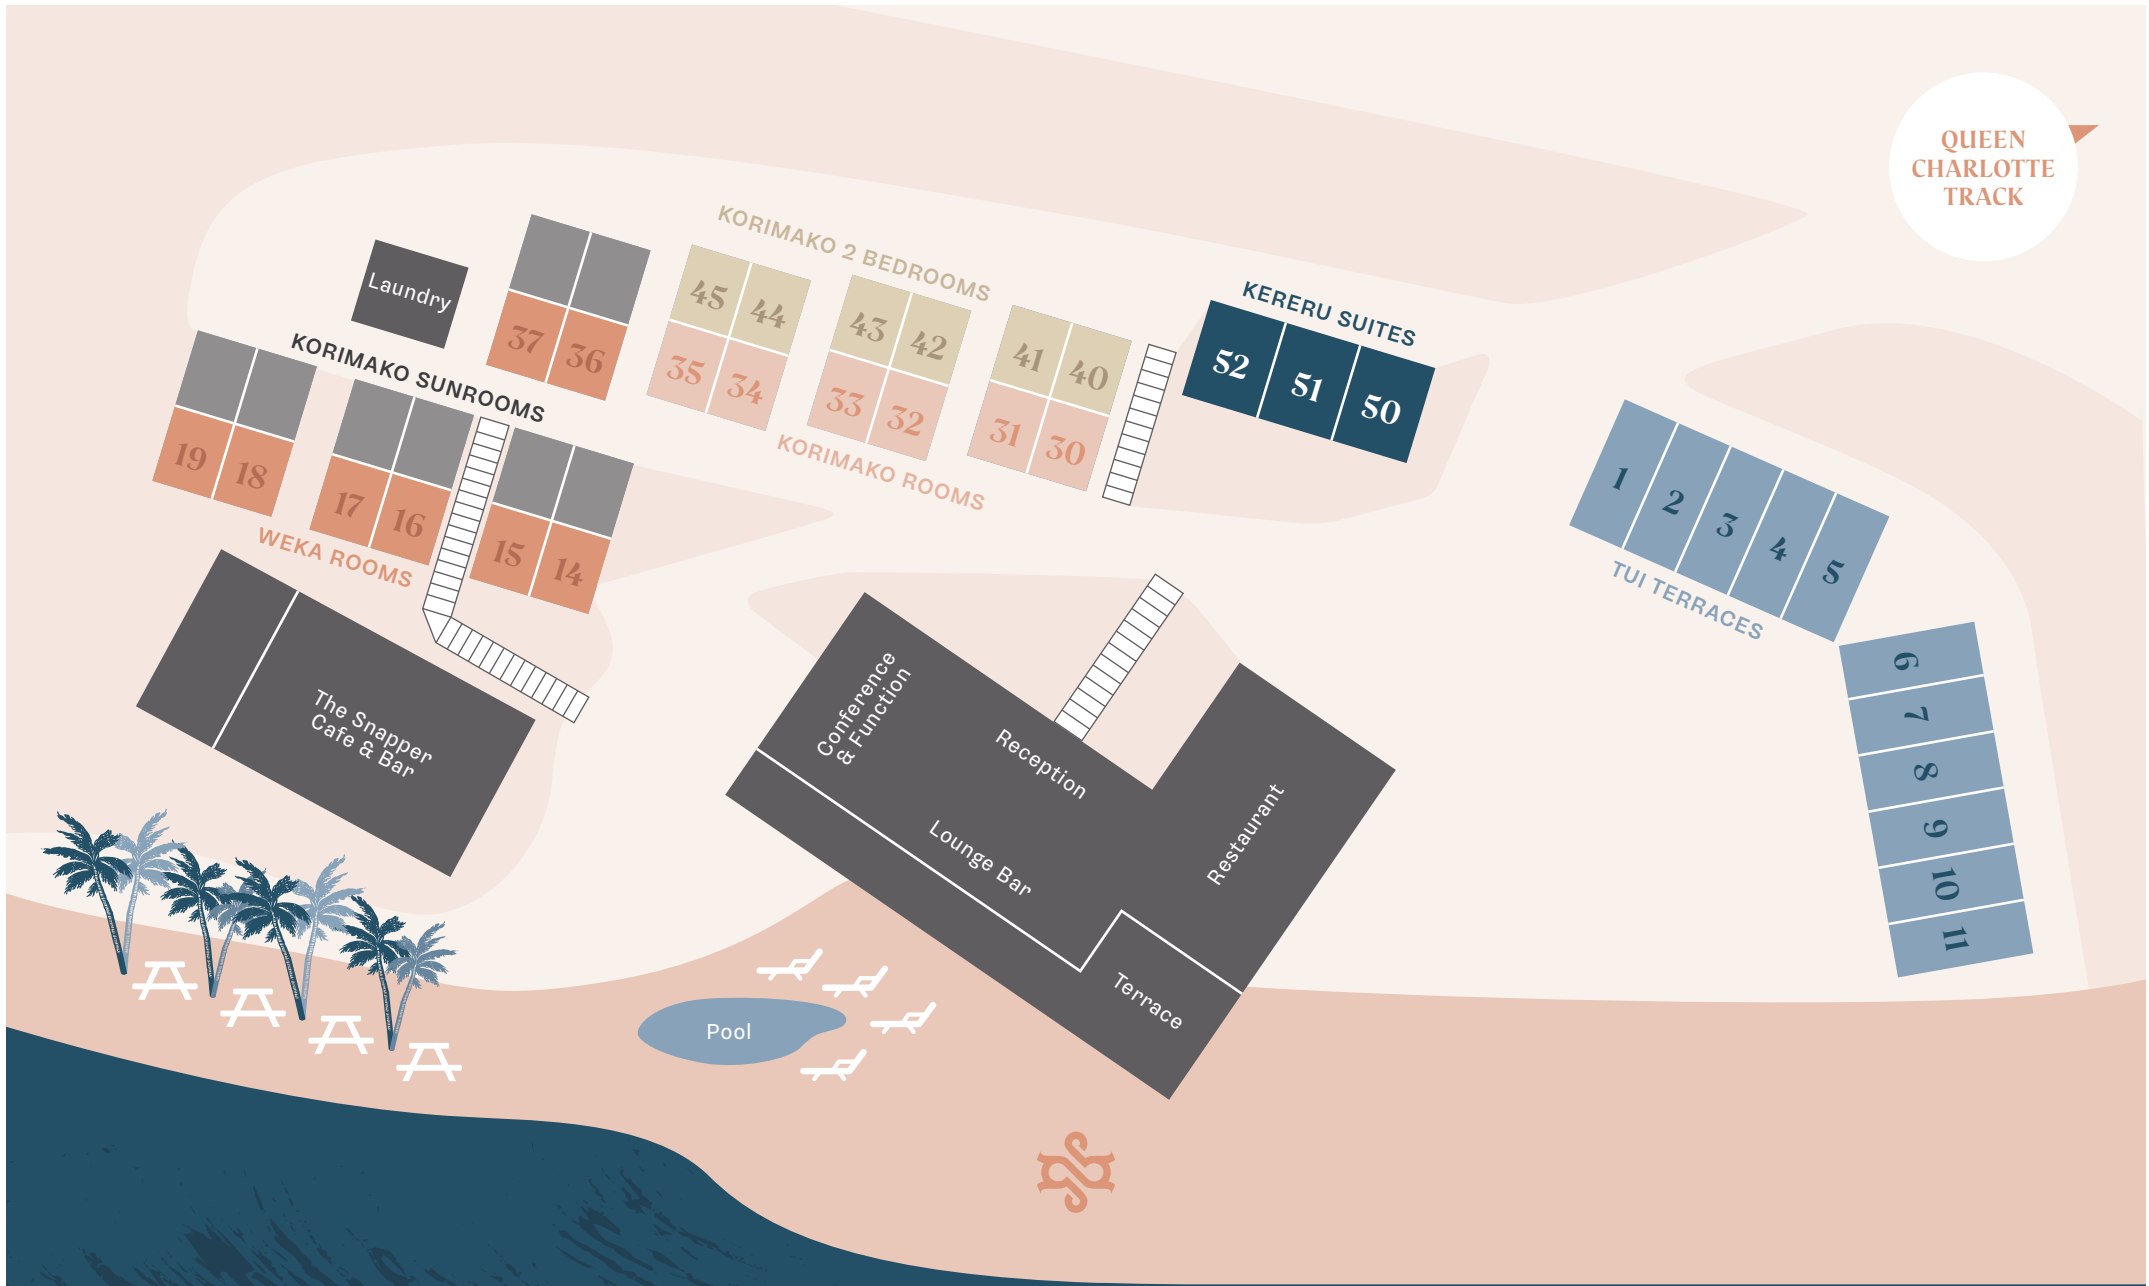 QUEEN
CHARLOTTE
TRACK
KORIMAKO 2 BEDROOMS
Laundry
45
44
43
42
41
40
KERERU SUITES
52
51
50
37
36
35
34
33
32
31
30
KORIMAKO ROOMS
KORIMAKO SUNROOMS
19
18
17
16
15
14
WEKA ROOMS
1
2
3
4
5
TUI TERRACES
6
7
8
9
10
11
The Snapper
Cafe & Bar
Conference
& Function
Reception
Lounge Bar
Restaurant
Terrace
Pool